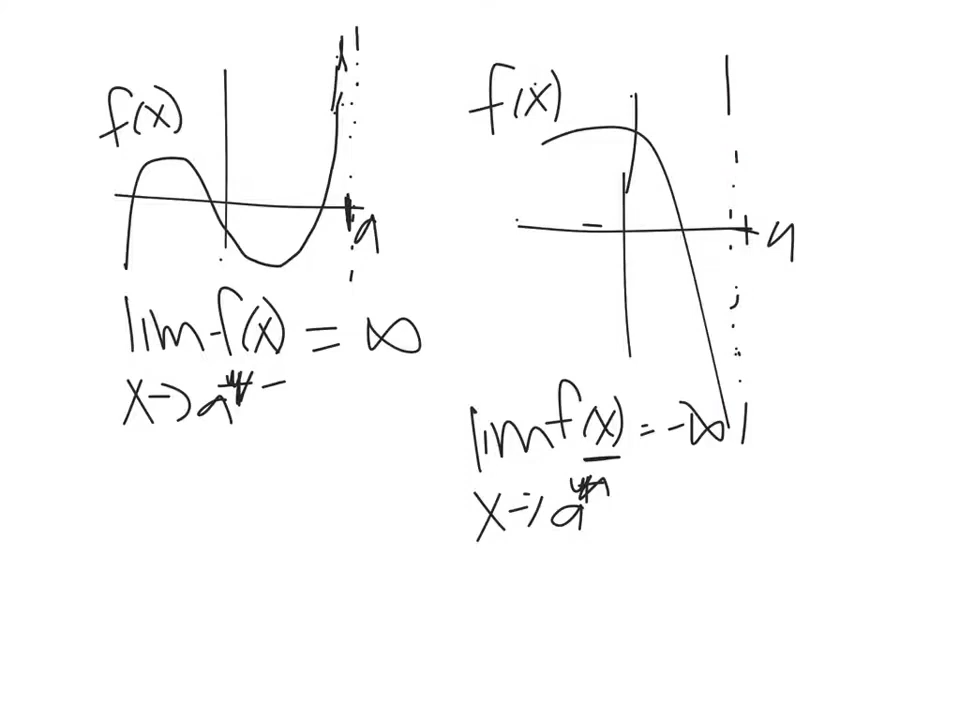 f(x)
a
lim f(x) = ∞
x→a -
f(x)
a
lim f(x) = -∞
x→a